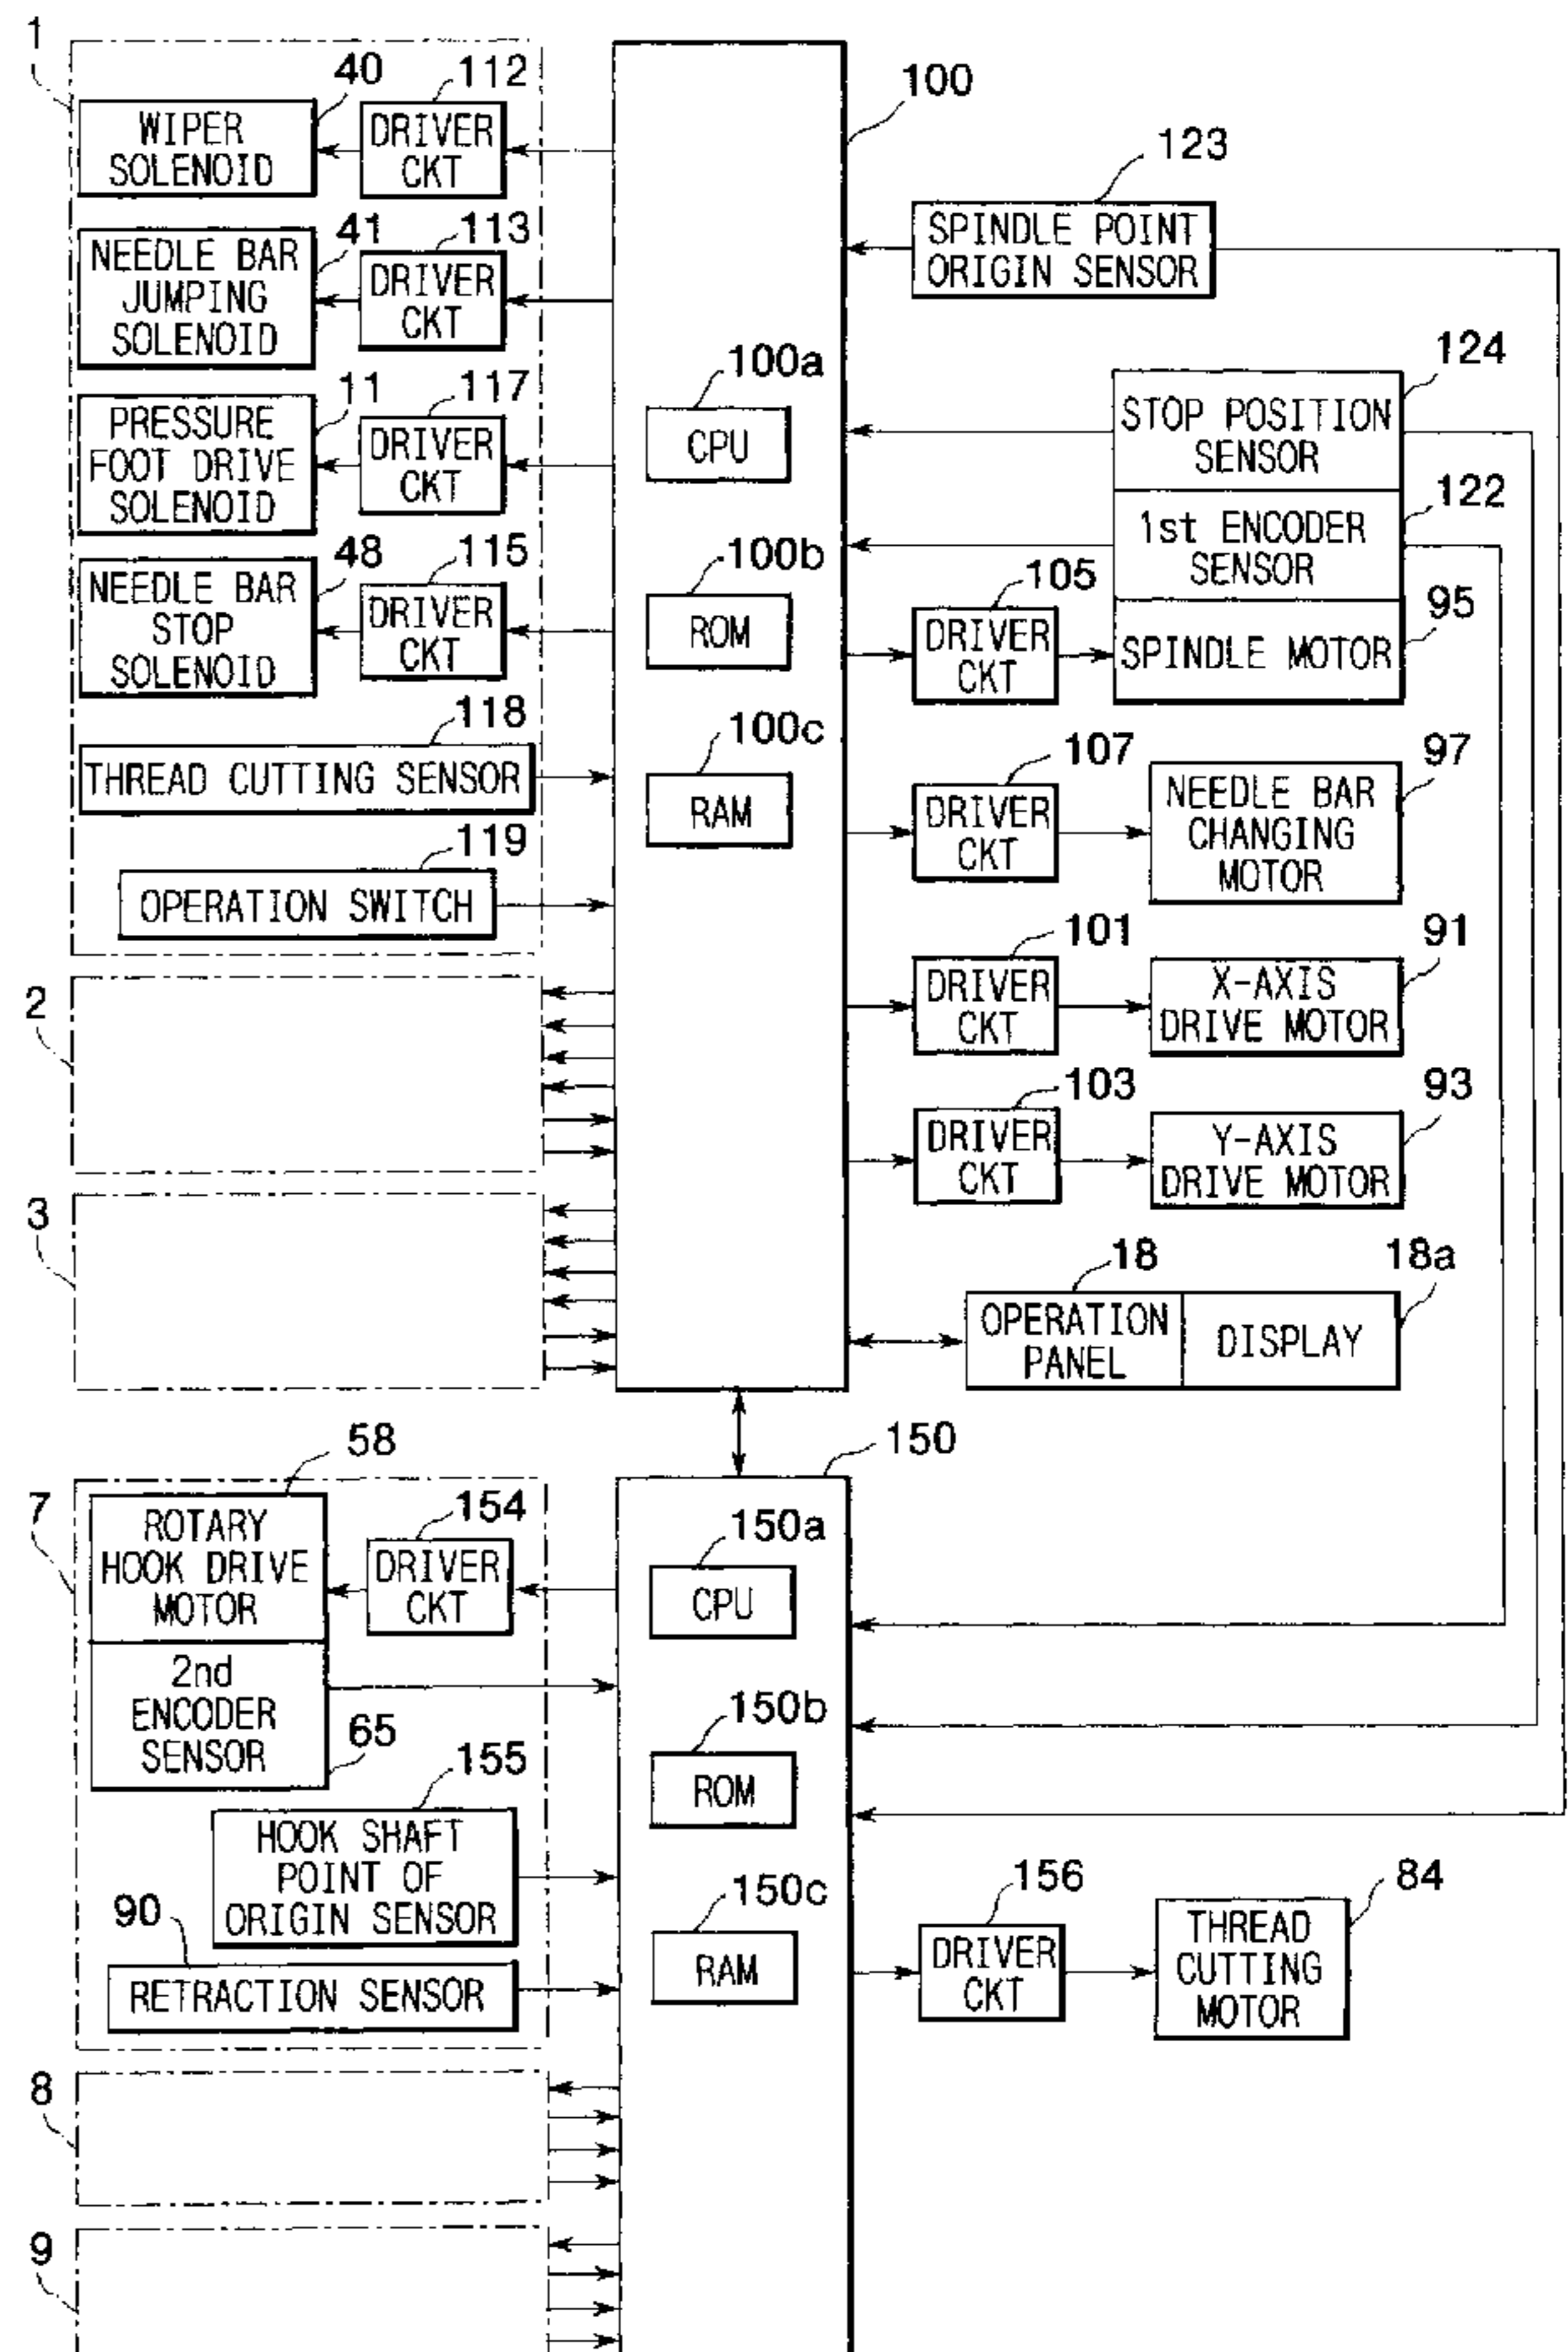 1
40
112
WIPER
SOLENOID
DRIVER
CKT
41
113
NEEDLE BAR
JUMPING
SOLENOID
DRIVER
CKT
11
117
PRESSURE
FOOT DRIVE
SOLENOID
DRIVER
CKT
48
115
NEEDLE BAR
STOP
SOLENOID
DRIVER
CKT
118
THREAD CUTTING SENSOR
119
OPERATION SWITCH
2
3
100
100a
CPU
100b
ROM
100c
RAM
123
SPINDLE POINT
ORIGIN SENSOR
124
STOP POSITION
SENSOR
122
1st ENCODER
SENSOR
105
DRIVER
CKT
95
SPINDLE MOTOR
107
DRIVER
CKT
97
NEEDLE BAR
CHANGING
MOTOR
101
DRIVER
CKT
91
X-AXIS
DRIVE MOTOR
103
DRIVER
CKT
93
Y-AXIS
DRIVE MOTOR
18
OPERATION
PANEL
18a
DISPLAY
7
58
ROTARY
HOOK DRIVE
MOTOR
154
DRIVER
CKT
2nd
ENCODER
SENSOR
65
155
HOOK SHAFT
POINT OF
ORIGIN SENSOR
90
RETRACTION SENSOR
8
9
150
150a
CPU
150b
ROM
150c
RAM
156
DRIVER
CKT
84
THREAD
CUTTING
MOTOR